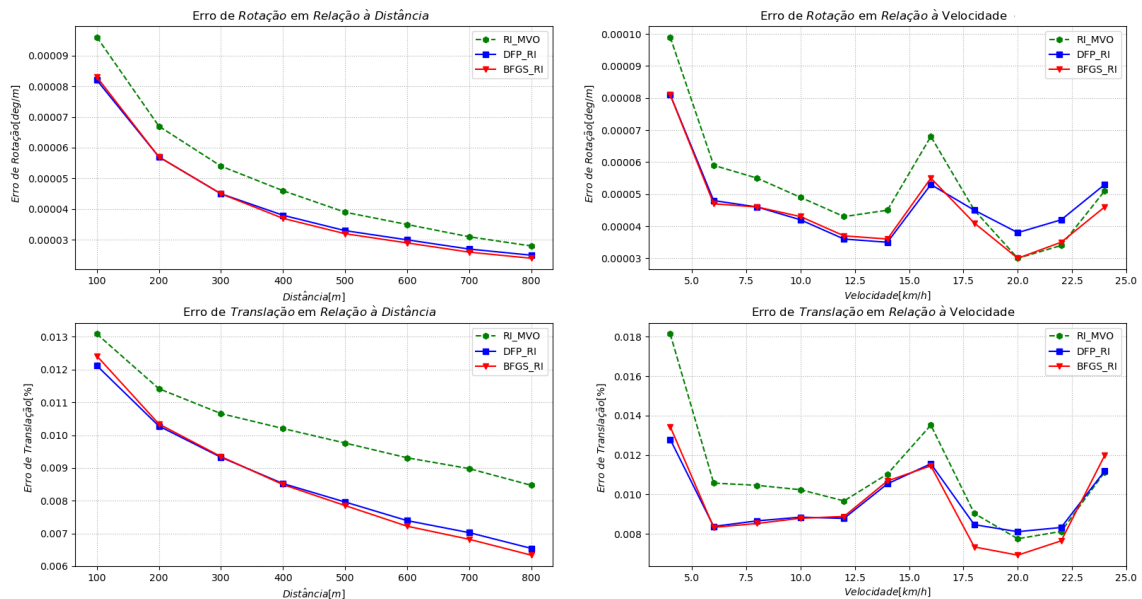 Erro de Rotação em Relação à Distância
Erro de Rotação[deg/m]
0.00009
0.00008
0.00007
0.00006
0.00005
0.00004
0.00003
RI_MVO
DFP_RI
BFGS_RI
100 200 300 400 500 600 700 800
Distância[m]
Erro de Rotação em Relação à Velocidade
Erro de Rotação[deg/m]
0.00010
0.00009
0.00008
0.00007
0.00006
0.00005
0.00004
0.00003
RI_MVO
DFP_RI
BFGS_RI
5.0 7.5 10.0 12.5 15.0 17.5 20.0 22.5 25.0
Velocidade[km/h]
Erro de Translação em Relação à Distância
Erro de Translação[%]
0.013
0.012
0.011
0.010
0.009
0.008
0.007
0.006
RI_MVO
DFP_RI
BFGS_RI
100 200 300 400 500 600 700 800
Distância[m]
Erro de Translação em Relação à Velocidade
Erro de Translação[%]
0.018
0.016
0.014
0.012
0.010
0.008
RI_MVO
DFP_RI
BFGS_RI
5.0 7.5 10.0 12.5 15.0 17.5 20.0 22.5 25.0
Velocidade[km/h]